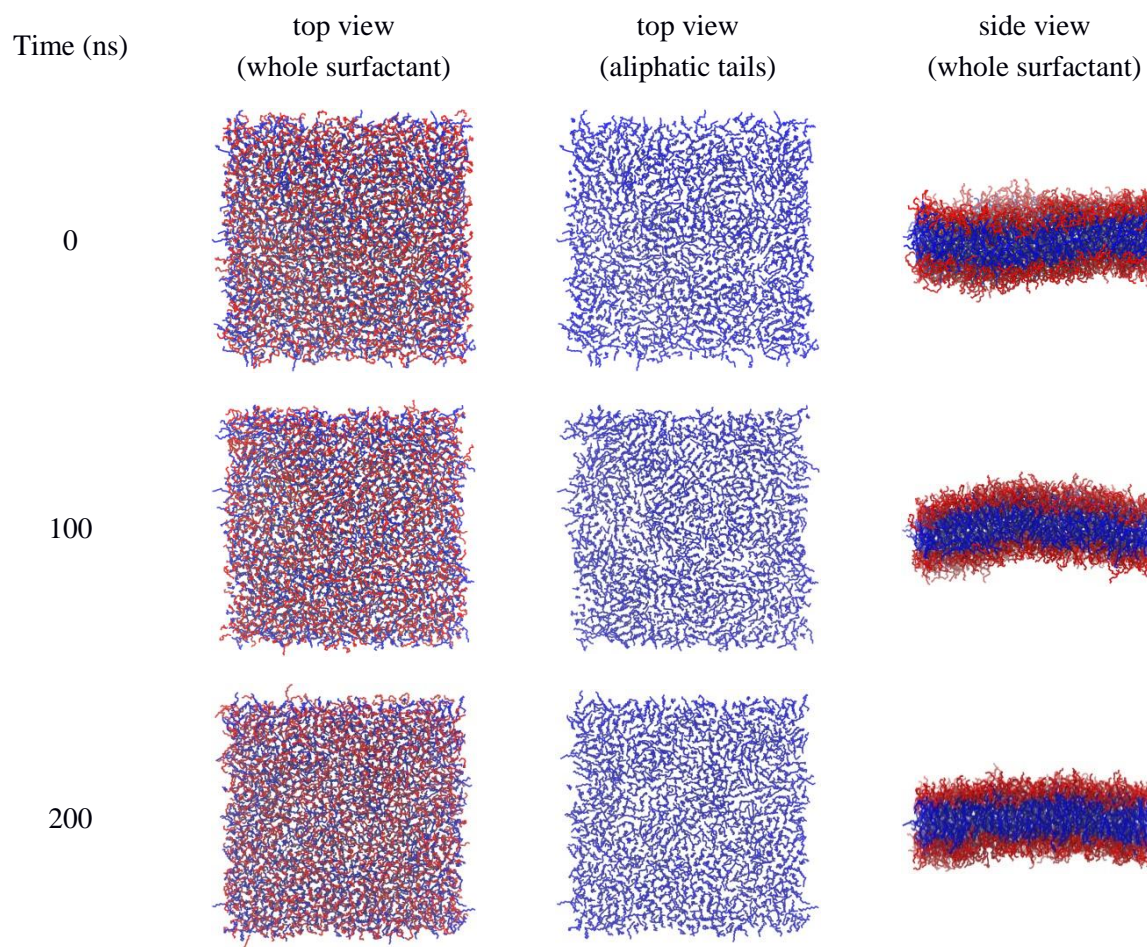 Time (ns)
top view
(whole surfactant)
top view
(aliphatic tails)
side view
(whole surfactant)
0
100
200